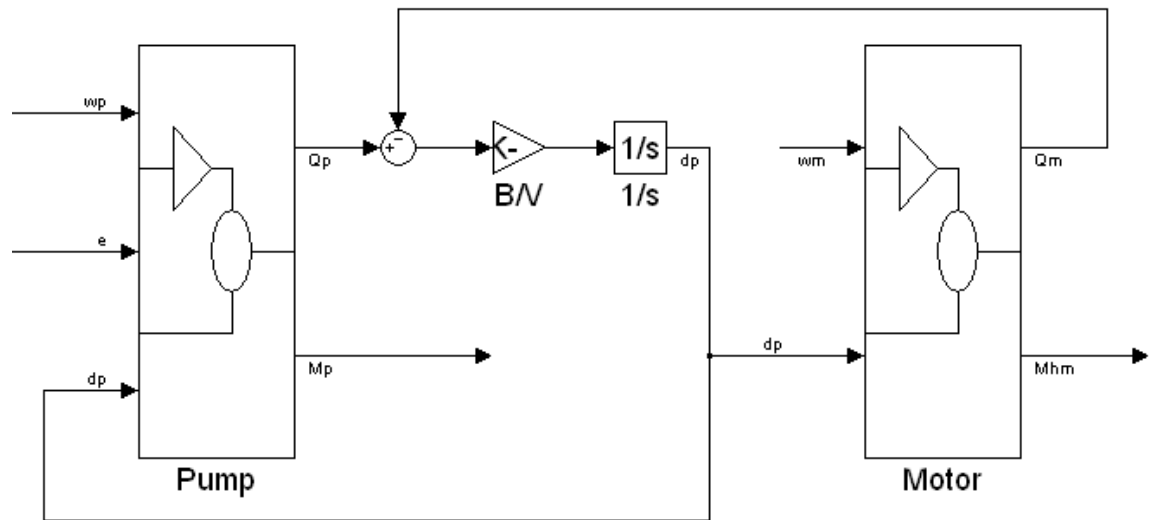 wp
e
dp
Qp
Mp
Pump
+
-
<-
B/V
1/s
1/s
dp
dp
wm
Qm
Mhm
Motor